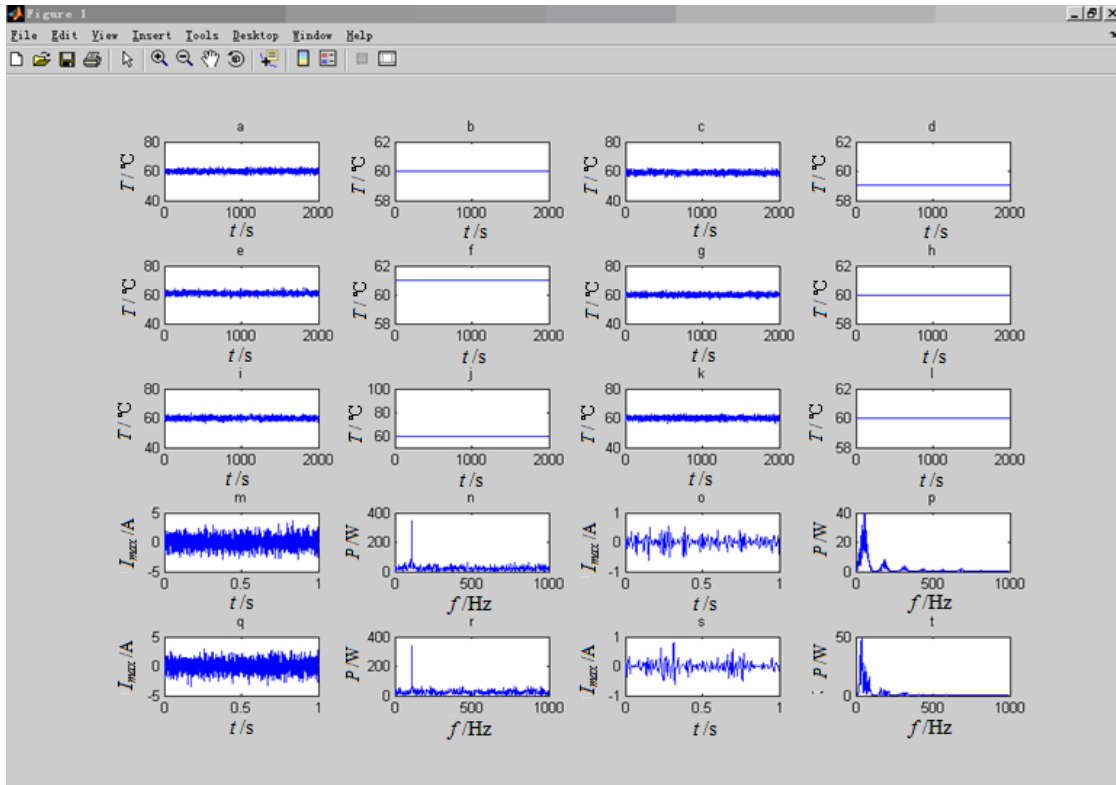 Figure 1
File Edit View Insert Tools Desktop Window Help
a b c d
80 60 40 T/℃ 0 1000 2000 t/s
62 60 58 T/℃ 0 1000 2000 t/s
80 60 40 T/℃ 0 1000 2000 t/s
62 60 58 T/℃ 0 1000 2000 t/s
e f g h
80 60 40 T/℃ 0 1000 2000 t/s
62 60 58 T/℃ 0 1000 2000 t/s
80 60 40 T/℃ 0 1000 2000 t/s
62 60 58 T/℃ 0 1000 2000 t/s
i j k l
80 60 40 T/℃ 0 1000 2000 t/s
100 80 60 T/℃ 0 1000 2000 t/s
80 60 40 T/℃ 0 1000 2000 t/s
62 60 58 T/℃ 0 1000 2000 t/s
m n o p
5 0 -5 Imax/A 0 0.5 1 t/s
400 200 0 P/W 0 500 1000 f/Hz
1 0 -1 Imax/A 0 0.5 1 t/s
40 20 0 P/W 0 500 1000 f/Hz
q r s t
5 0 -5 Imax/A 0 0.5 1 t/s
400 200 0 P/W 0 500 1000 f/Hz
1 0 -1 Imax/A 0 0.5 1 t/s
50 0 P/W 0 500 1000 f/Hz